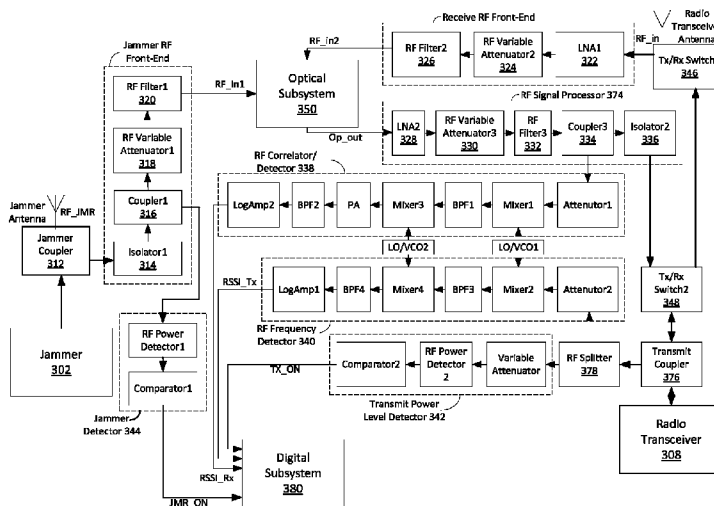 Radio
Transceiver
Antenna
RF_in
Receive RF Front-End
RF_in2
RF Filter2
326
RF Variable
Attenuator2
324
LNA1
322
Tx/Rx Switch1
346
Jammer RF
Front-End
RF Filter1
320
RF_in1
Optical
Subsystem
350
Op_out
RF Signal Processor 374
LNA2
328
RF Variable
Attenuator3
330
RF
Filter3
332
Coupler3
334
Isolator2
336
RF Variable
Attenuator1
318
RF Correlator/
Detector 338
LogAmp2
BPF2
PA
Mixer3
BPF1
Mixer1
Attenutor1
Jammer
Antenna
RF_JMR
Coupler1
316
Jammer
Coupler
312
Isolator1
314
LO/VCO2
LO/VCO1
RSSI_Tx
LogAmp1
BPF4
Mixer4
BPF3
Mixer2
Attenutor2
Tx/Rx
Switch2
348
RF Frequency
Detector 340
Jammer
302
RF Power
Detector1
Comparator1
Jammer
Detector 344
TX_ON
Comparator2
RF Power
Detector
2
Variable
Attenuator
RF Splitter
378
Transmit
Coupler
376
Transmit Power
Level Detector 342
RSSI_Rx
JMR_ON
Digital
Subsystem
380
Radio
Transceiver
308